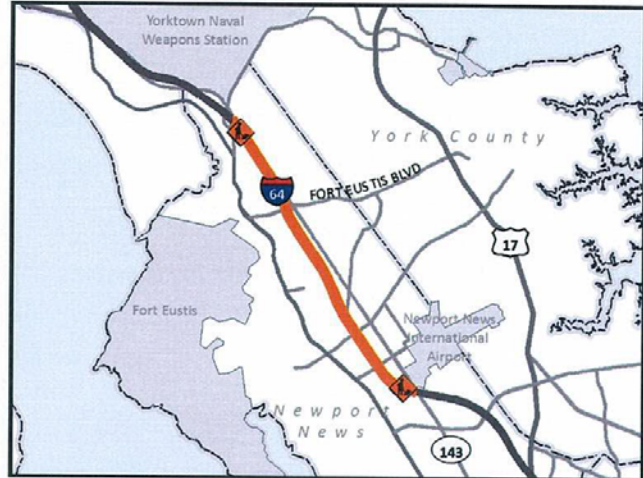 Yorktown Naval
Weapons Station
York County
FORT EUSTIS BLVD
64
17
Fort Eustis
Newport News
International
Airport
Newport
News
143